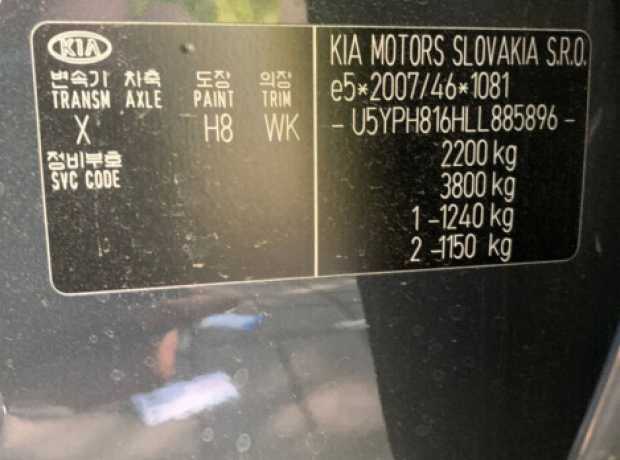 KIA
변속기 차축 도장 의장
TRANSM AXLE PAINT TRIM
X H8 WK
정비부호
SVC CODE
KIA MOTORS SLOVAKIA S.R.O.
e5*2007/46*1081
- U5YPH816HLL885896 -
2200 kg
3800 kg
1 -1240 kg
2 -1150 kg